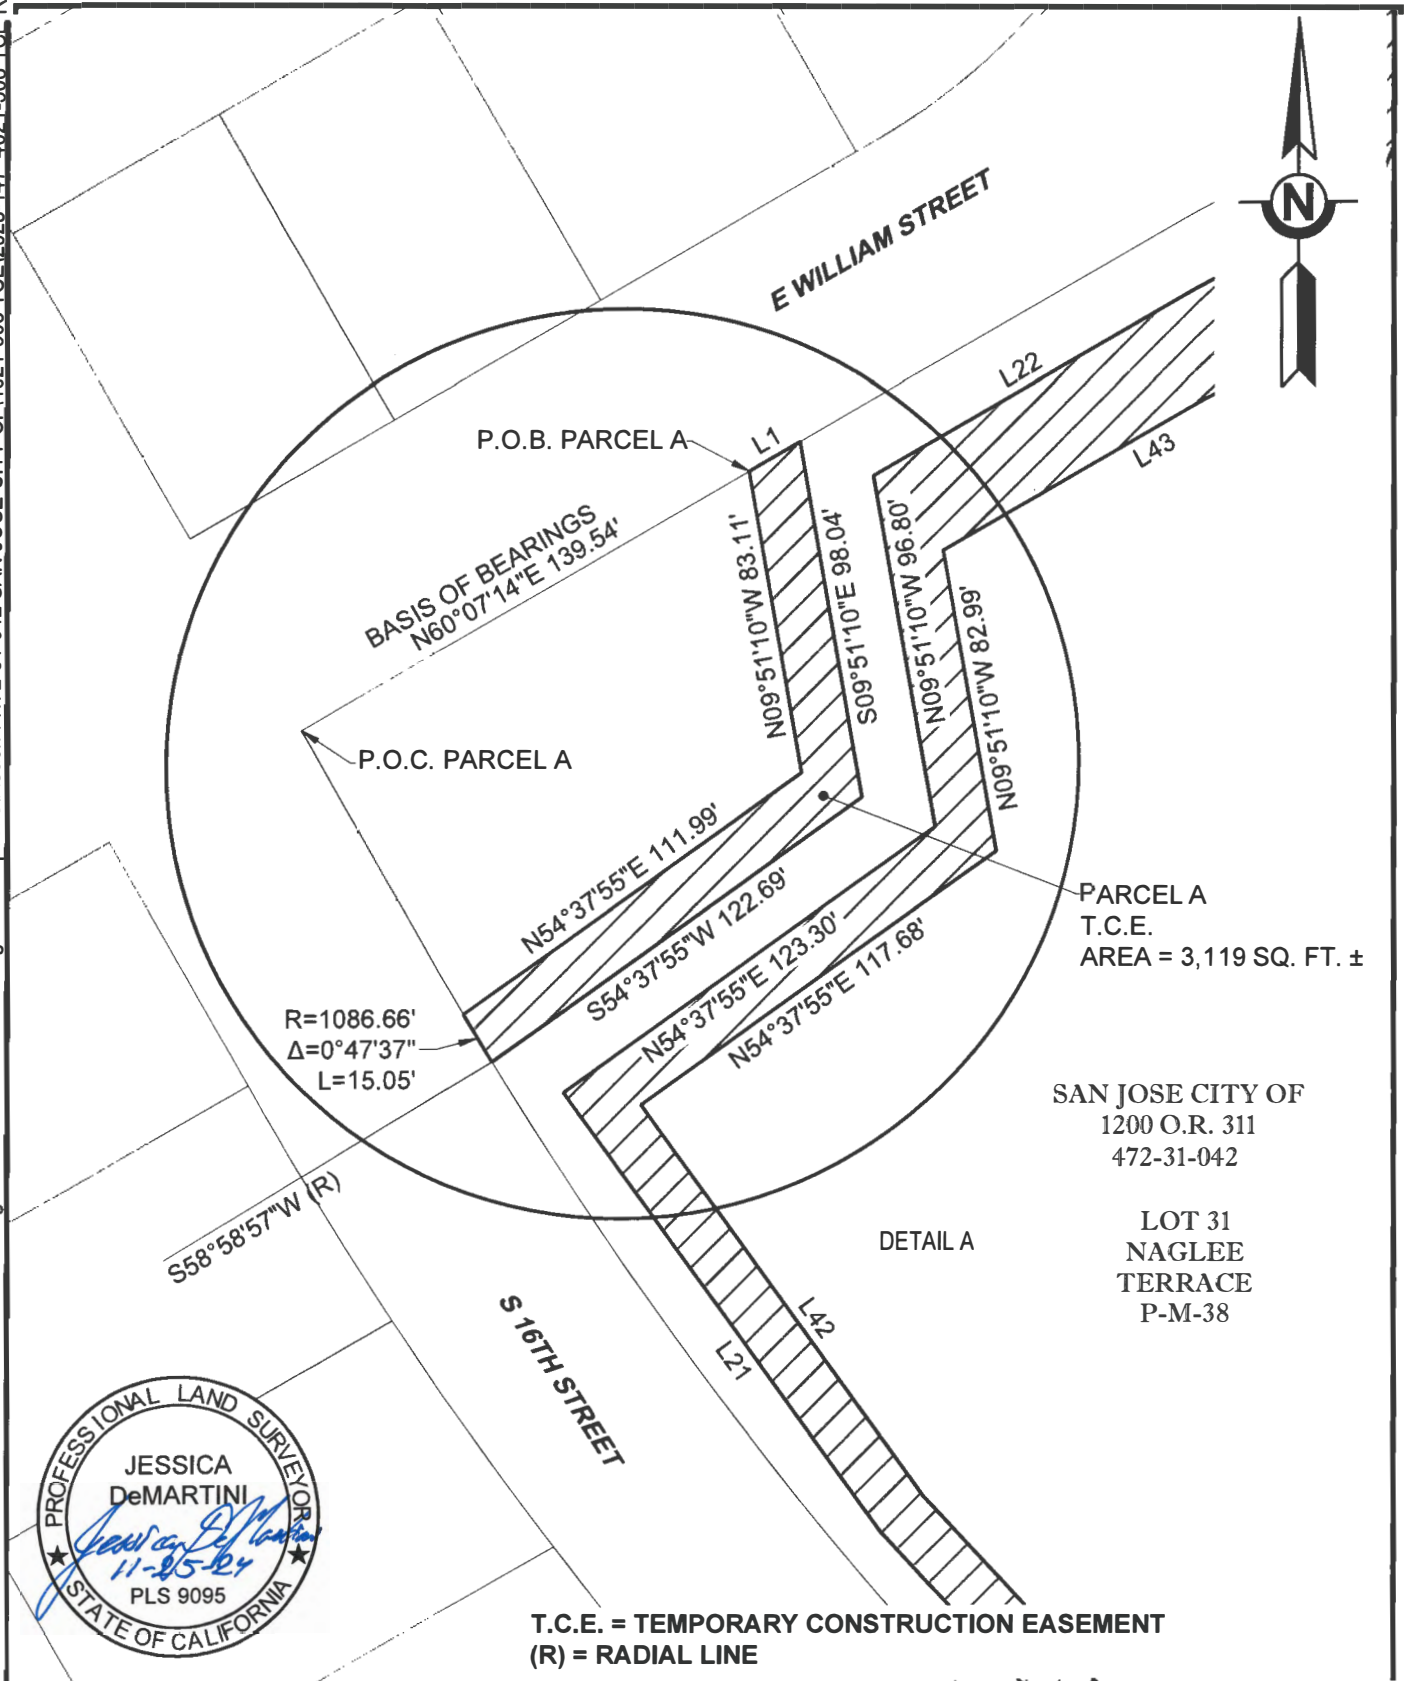 N
E WILLIAM STREET
L22
L43
P.O.B. PARCEL A
L1
BASIS OF BEARINGS
N60°07'14"E 139.54'
N09°51'10"W 83.11'
S09°51'10"E 98.04'
N09°51'10"W 96.80'
N09°51'10"W 82.99'
P.O.C. PARCEL A
N54°37'55"E 111.99'
S54°37'55"W 122.69'
N54°37'55"E 123.30'
N54°37'55"E 117.68'
PARCEL A
T.C.E.
AREA = 3,119 SQ. FT. ±
R=1086.66'
Δ=0°47'37"
L=15.05'
SAN JOSE CITY OF
1200 O.R. 311
472-31-042
LOT 31
NAGLEE
TERRACE
P-M-38
S58°58'57"W (R)
DETAIL A
S 16TH STREET
L42
L21
PROFESSIONAL LAND SURVEYOR
JESSICA
DeMARTINI
Jessica DeMartini
11-25-24
PLS 9095
STATE OF CALIFORNIA
T.C.E. = TEMPORARY CONSTRUCTION EASEMENT
(R) = RADIAL LINE